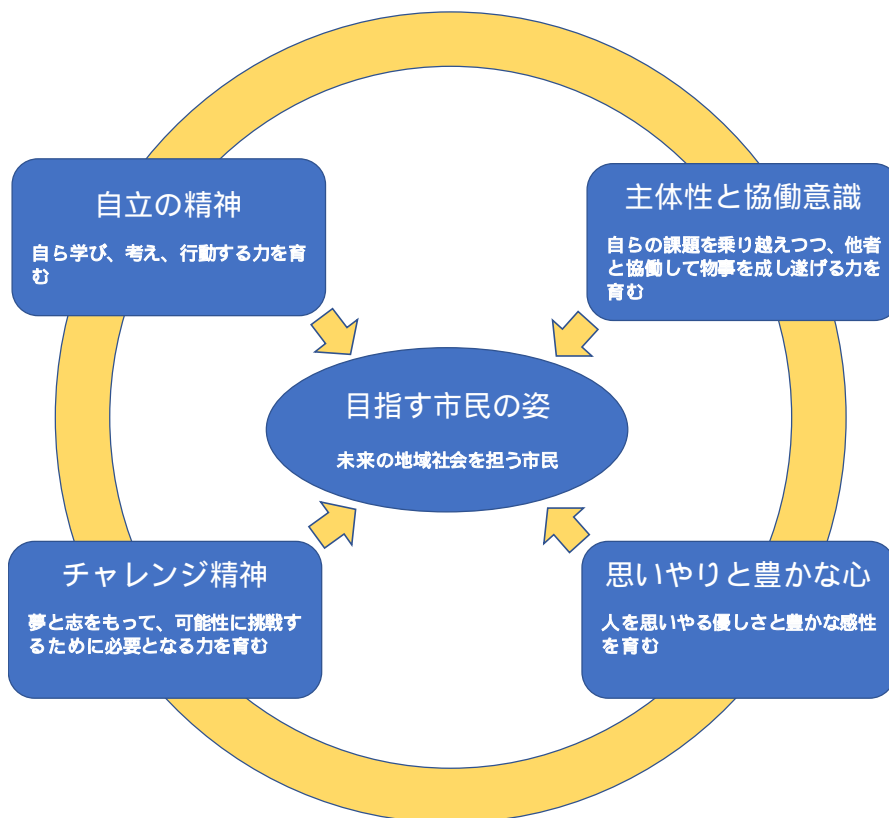 自立の精神
自ら学び、考え、行動する力を育
む
主体性と協働意識
自らの課題を乗り越えつつ、他者
と協働して物事を成し遂げる力を
育む
目指す市民の姿
未来の地域社会を担う市民
チャレンジ精神
夢と志をもって、可能性に挑戦す
るために必要となる力を育む
思いやりと豊かな心
人を思いやる優しさと豊かな感性
を育む